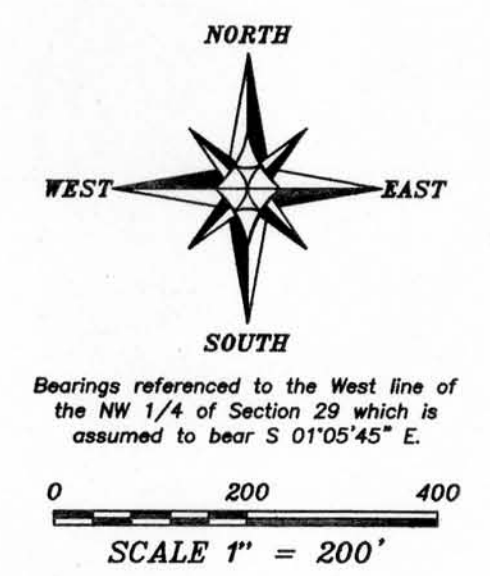 NORTH
WEST EAST
SOUTH
Bearings referenced to the West line of
the NW 1/4 of Section 29 which is
assumed to bear S 01°05'45" E.
0 200 400
SCALE 1" = 200'